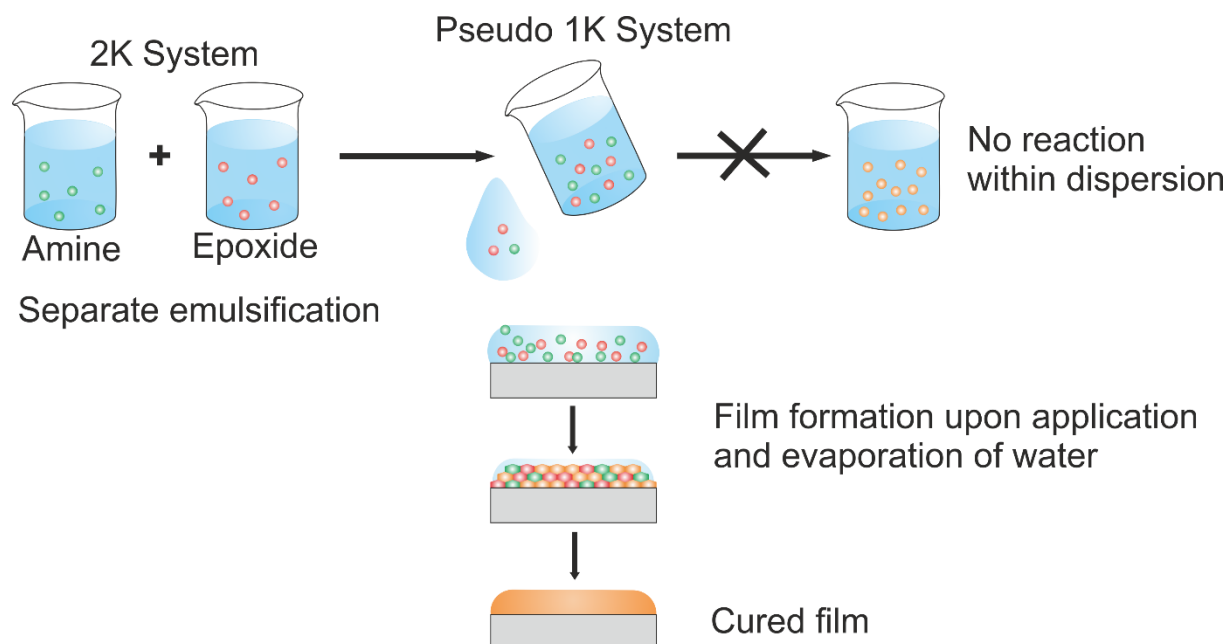 Pseudo 1K System
2K System
+
No reaction
within dispersion
Amine
Epoxide
Separate emulsification
Film formation upon application
and evaporation of water
Cured film